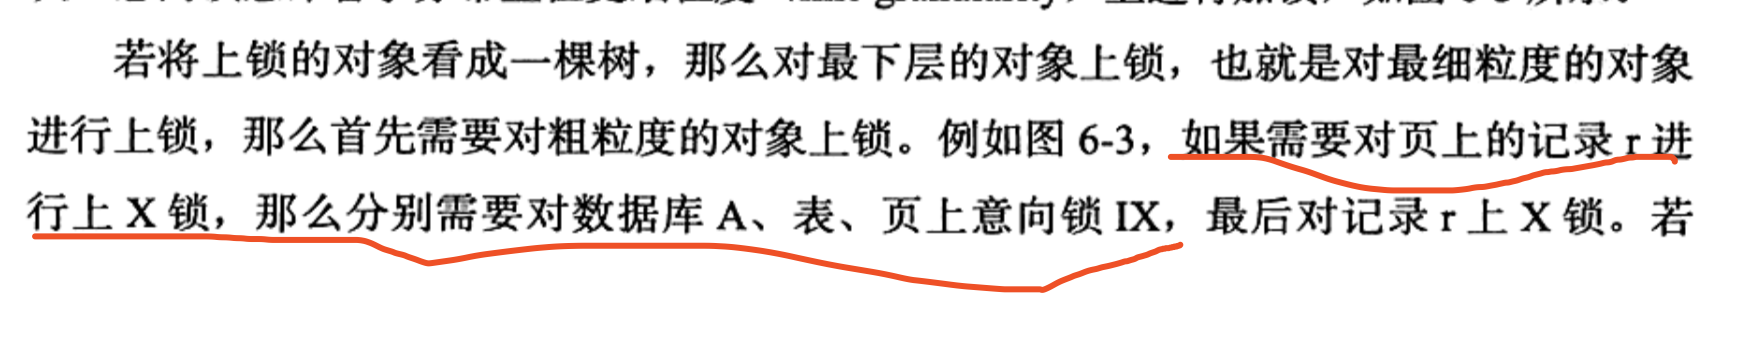 若将上锁的对象看成一棵树，那么对最下层的对象上锁，也就是对最细粒度的对象
进行上锁，那么首先需要对粗粒度的对象上锁。例如图 6-3，如果需要对页上的记录 r 进
行上 X 锁，那么分别需要对数据库 A、表、页上意向锁 IX，最后对记录 r 上 X 锁。若